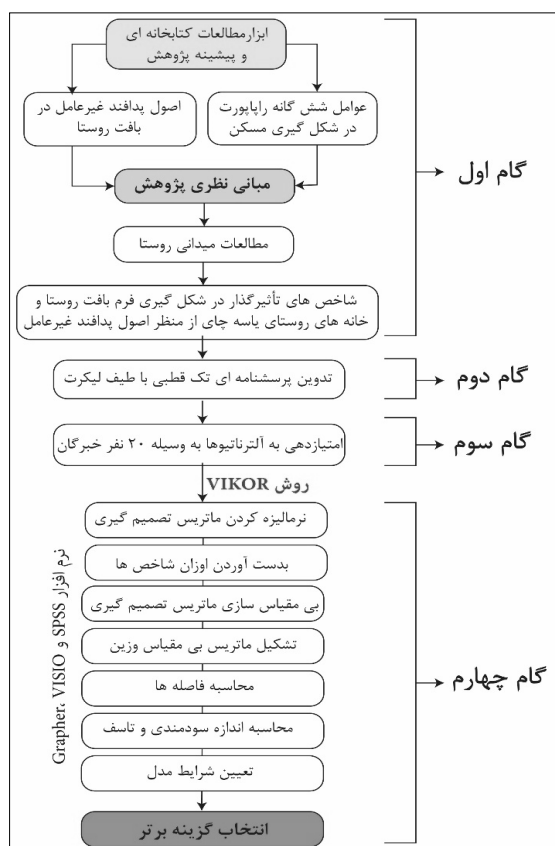 ابزارمطالعات کتابخانه ای
و پیشینه پژوهش
عوامل شش گانه راپاپورت
در شکل گیری مسکن
اصول پدافند غیرعامل در
بافت روستا
مبانی نظری پژوهش
مطالعات میدانی روستا
شاخص های تأثیرگذار در شکل گیری فرم بافت روستا و
خانه های روستای یاسه چای از منظر اصول پدافند غیرعامل
گام اول
تدوین پرسشنامه ای تک قطبی با طیف لیکرت
گام دوم
امتیازدهی به آلترناتیوها به وسیله ۲۰ نفر خبرگان
گام سوم
روش VIKOR
نرمالیزه کردن ماتریس تصمیم گیری
بدست آوردن اوزان شاخص ها
بی مقیاس سازی ماتریس تصمیم گیری
تشکیل ماتریس بی مقیاس وزین
محاسبه فاصله ها
محاسبه اندازه سودمندی و تاسف
تعیین شرایط مدل
انتخاب گزینه برتر
گام چهارم
نرم افزار SPSS و Grapher، VISIO